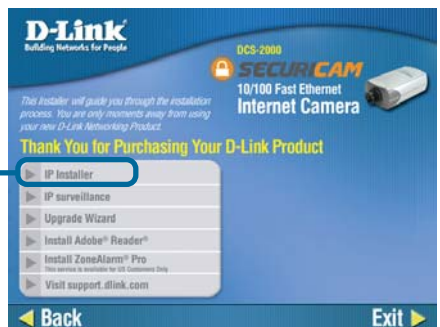 D-Link
Building Networks for People
DCS-2000
SECURICAM
10/100 Fast Ethernet
Internet Camera
This Installer will guide you through the installation
process. You are only moments away from using
your new D-Link Networking Product.
Thank You for Purchasing Your D-Link Product
IP Installer
IP surveillance
Upgrade Wizard
Install Adobe® Reader®
Install ZoneAlarm® Pro
This service is available for US Customers Only
Visit support.dlink.com
Back
Exit